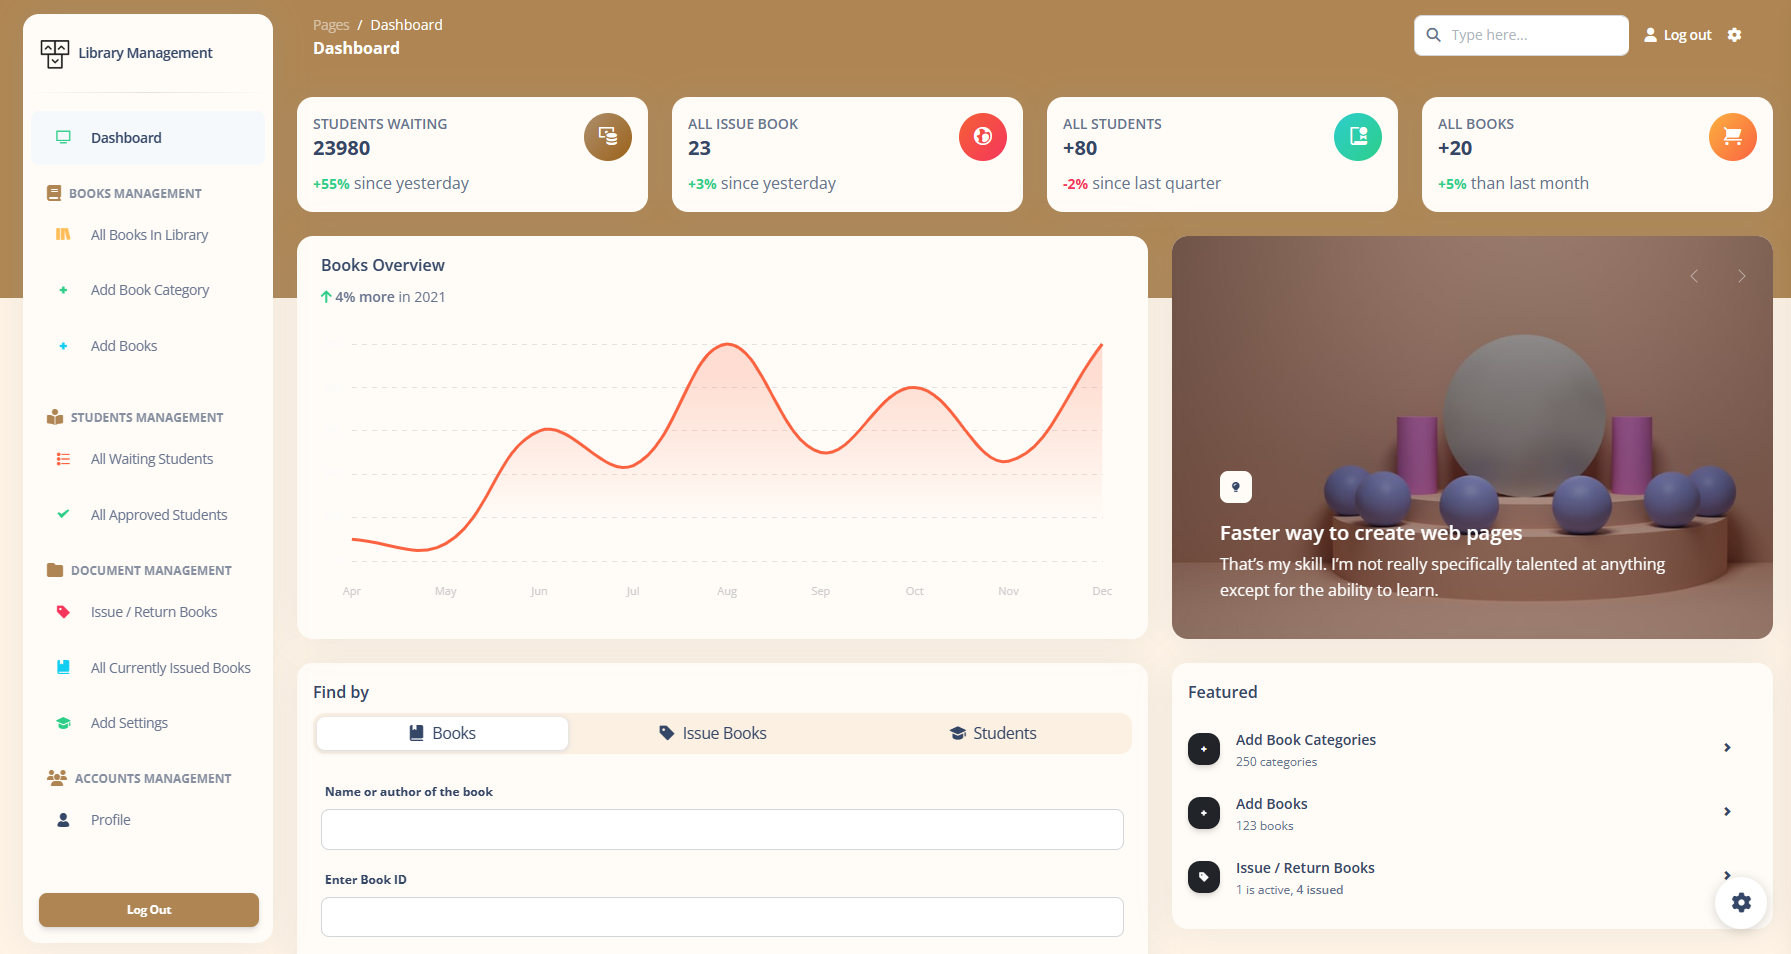 Library Management
Dashboard
BOOKS MANAGEMENT
All Books In Library
Add Book Category
Add Books
STUDENTS MANAGEMENT
All Waiting Students
All Approved Students
DOCUMENT MANAGEMENT
Issue / Return Books
All Currently Issued Books
Add Settings
ACCOUNTS MANAGEMENT
Profile
Log Out
Pages / Dashboard
Dashboard
Type here...
Log out
STUDENTS WAITING
23980
+55% since yesterday
ALL ISSUE BOOK
23
+3% since yesterday
ALL STUDENTS
+80
-2% since last quarter
ALL BOOKS
+20
+5% than last month
Books Overview
4% more in 2021
Apr May Jun Jul Aug Sep Oct Nov Dec
Faster way to create web pages
That's my skill. I'm not really specifically talented at anything
except for the ability to learn.
Find by
Books Issue Books Students
Name or author of the book
Enter Book ID
Featured
Add Book Categories
250 categories
Add Books
123 books
Issue / Return Books
1 is active, 4 issued